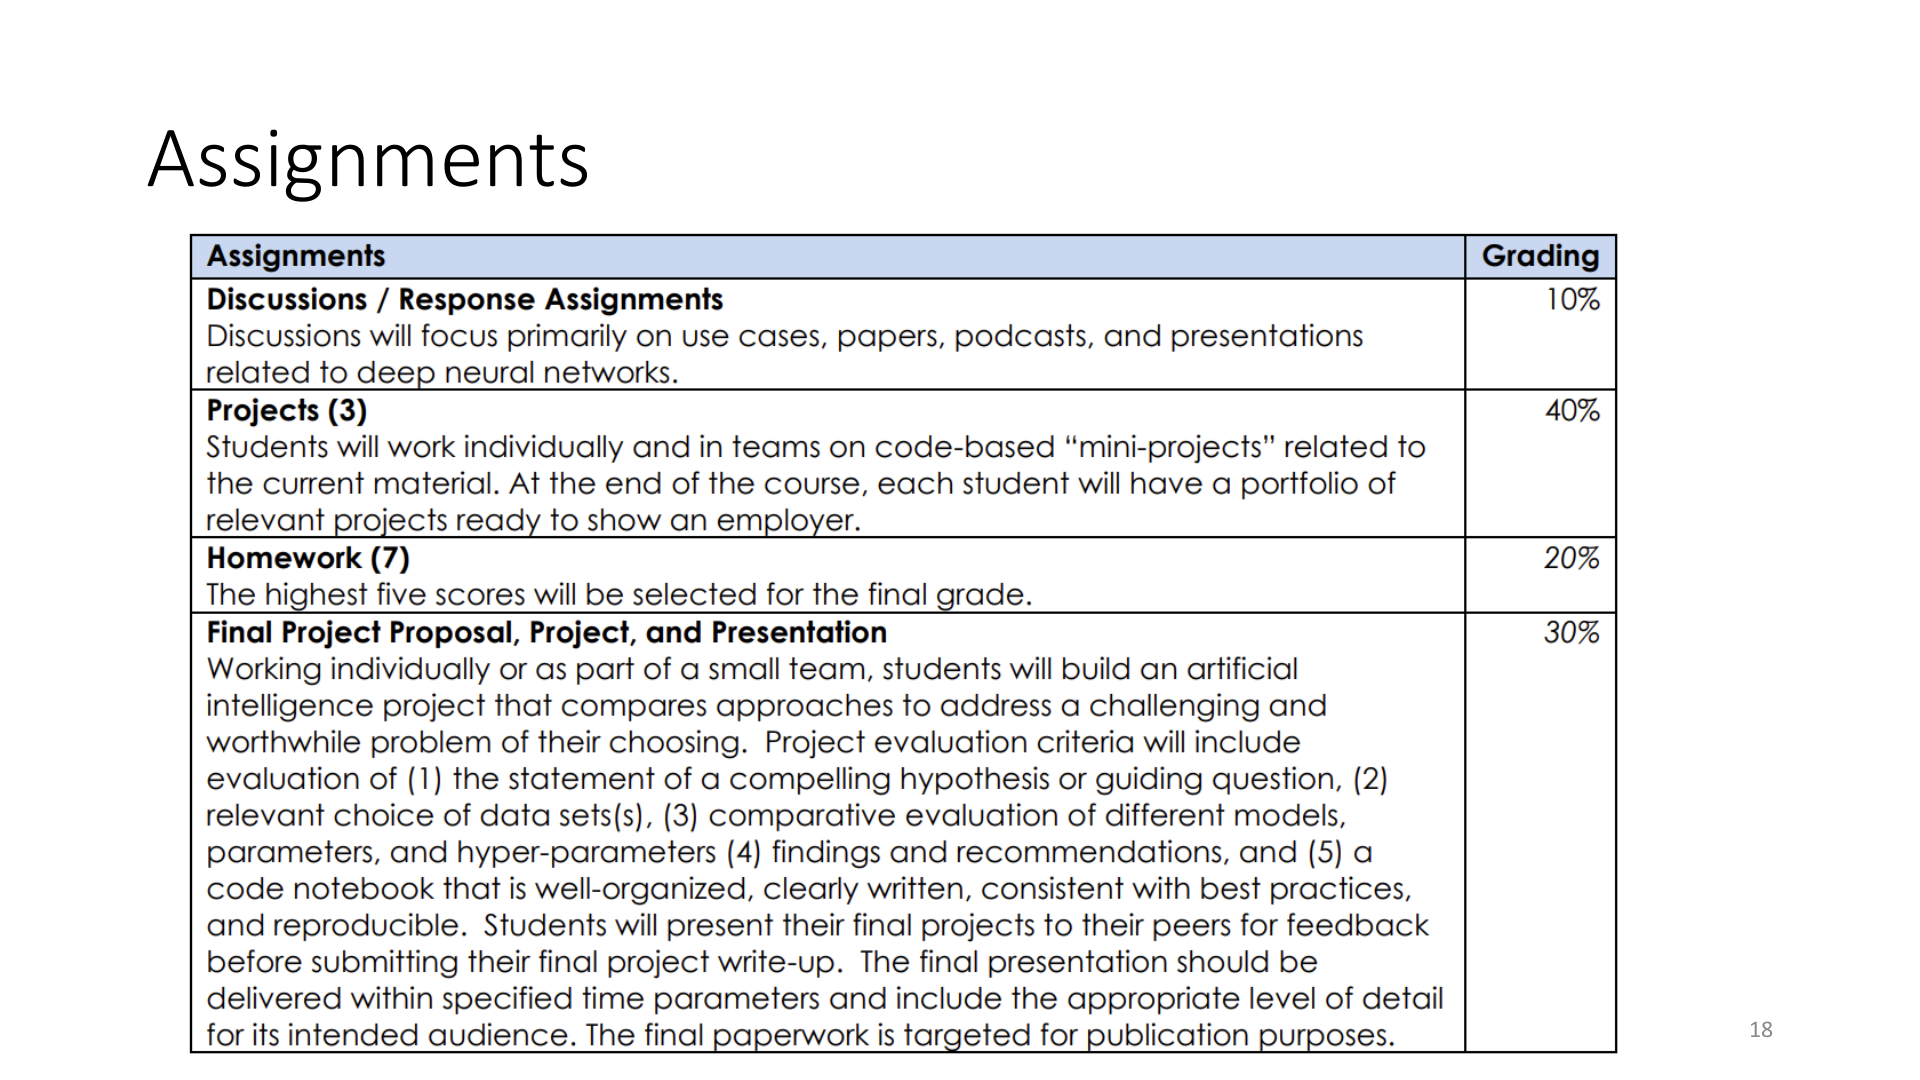 Assignments
Assignments Grading
Discussions / Response Assignments 10%
Discussions will focus primarily on use cases, papers, podcasts, and presentations
related to deep neural networks.
Projects (3) 40%
Students will work individually and in teams on code-based “mini-projects” related to
the current material. At the end of the course, each student will have a portfolio of
relevant projects ready to show an employer.
Homework (7) 20%
The highest five scores will be selected for the final grade.
Final Project Proposal, Project, and Presentation 30%
Working individually or as part of a small team, students will build an artificial
intelligence project that compares approaches to address a challenging and
worthwhile problem of their choosing.  Project evaluation criteria will include
evaluation of (1) the statement of a compelling hypothesis or guiding question, (2)
relevant choice of data sets(s), (3) comparative evaluation of different models,
parameters, and hyper-parameters (4) findings and recommendations, and (5) a
code notebook that is well-organized, clearly written, consistent with best practices,
and reproducible.  Students will present their final projects to their peers for feedback
before submitting their final project write-up.  The final presentation should be
delivered within specified time parameters and include the appropriate level of detail
for its intended audience. The final paperwork is targeted for publication purposes.
18